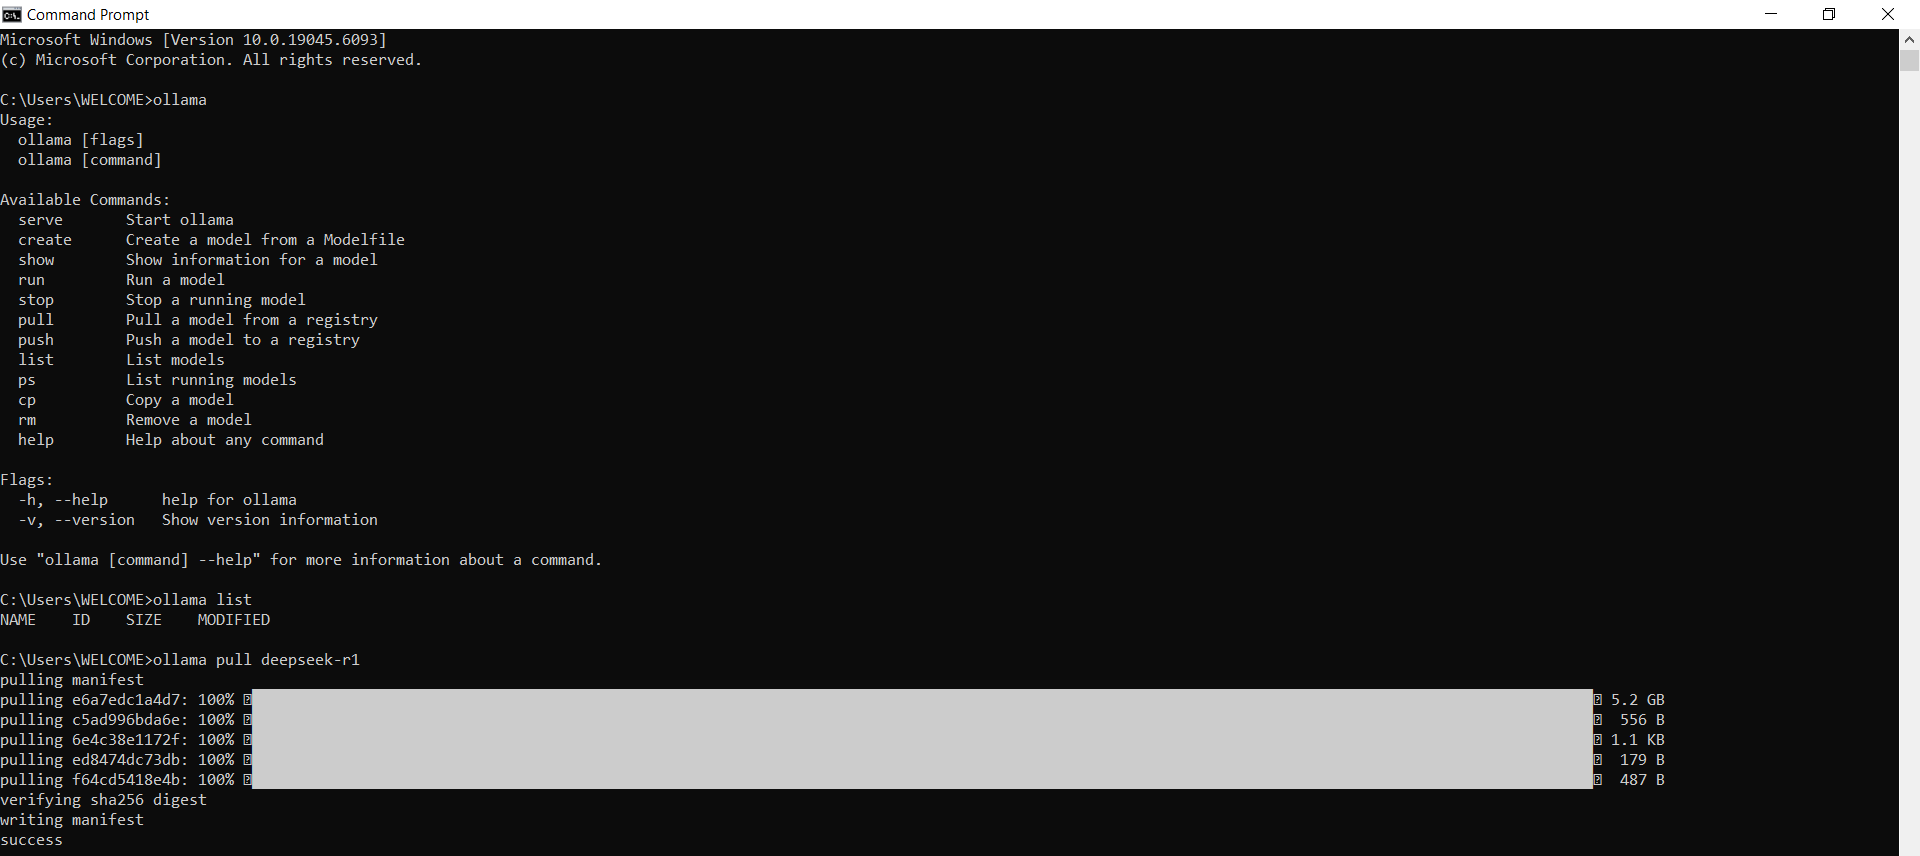 Command Prompt
Microsoft Windows [Version 10.0.19045.6093]
(c) Microsoft Corporation. All rights reserved.
C:\Users\WELCOME>ollama
Usage:
  ollama [flags]
  ollama [command]
Available Commands:
  serve       Start ollama
  create      Create a model from a Modelfile
  show        Show information for a model
  run         Run a model
  stop        Stop a running model
  pull        Pull a model from a registry
  push        Push a model to a registry
  list        List models
  ps          List running models
  cp          Copy a model
  rm          Remove a model
  help        Help about any command
Flags:
  -h, --help      help for ollama
  -v, --version   Show version information
Use "ollama [command] --help" for more information about a command.
C:\Users\WELCOME>ollama list
NAME    ID    SIZE    MODIFIED
C:\Users\WELCOME>ollama pull deepseek-r1
pulling manifest
pulling e6a7edc1a4d7: 100% 5.2 GB
pulling c5ad996bda6e: 100% 556 B
pulling 6e4c38e1172f: 100% 1.1 KB
pulling ed8474dc73db: 100% 179 B
pulling f64cd5418e4b: 100% 487 B
verifying sha256 digest
writing manifest
success